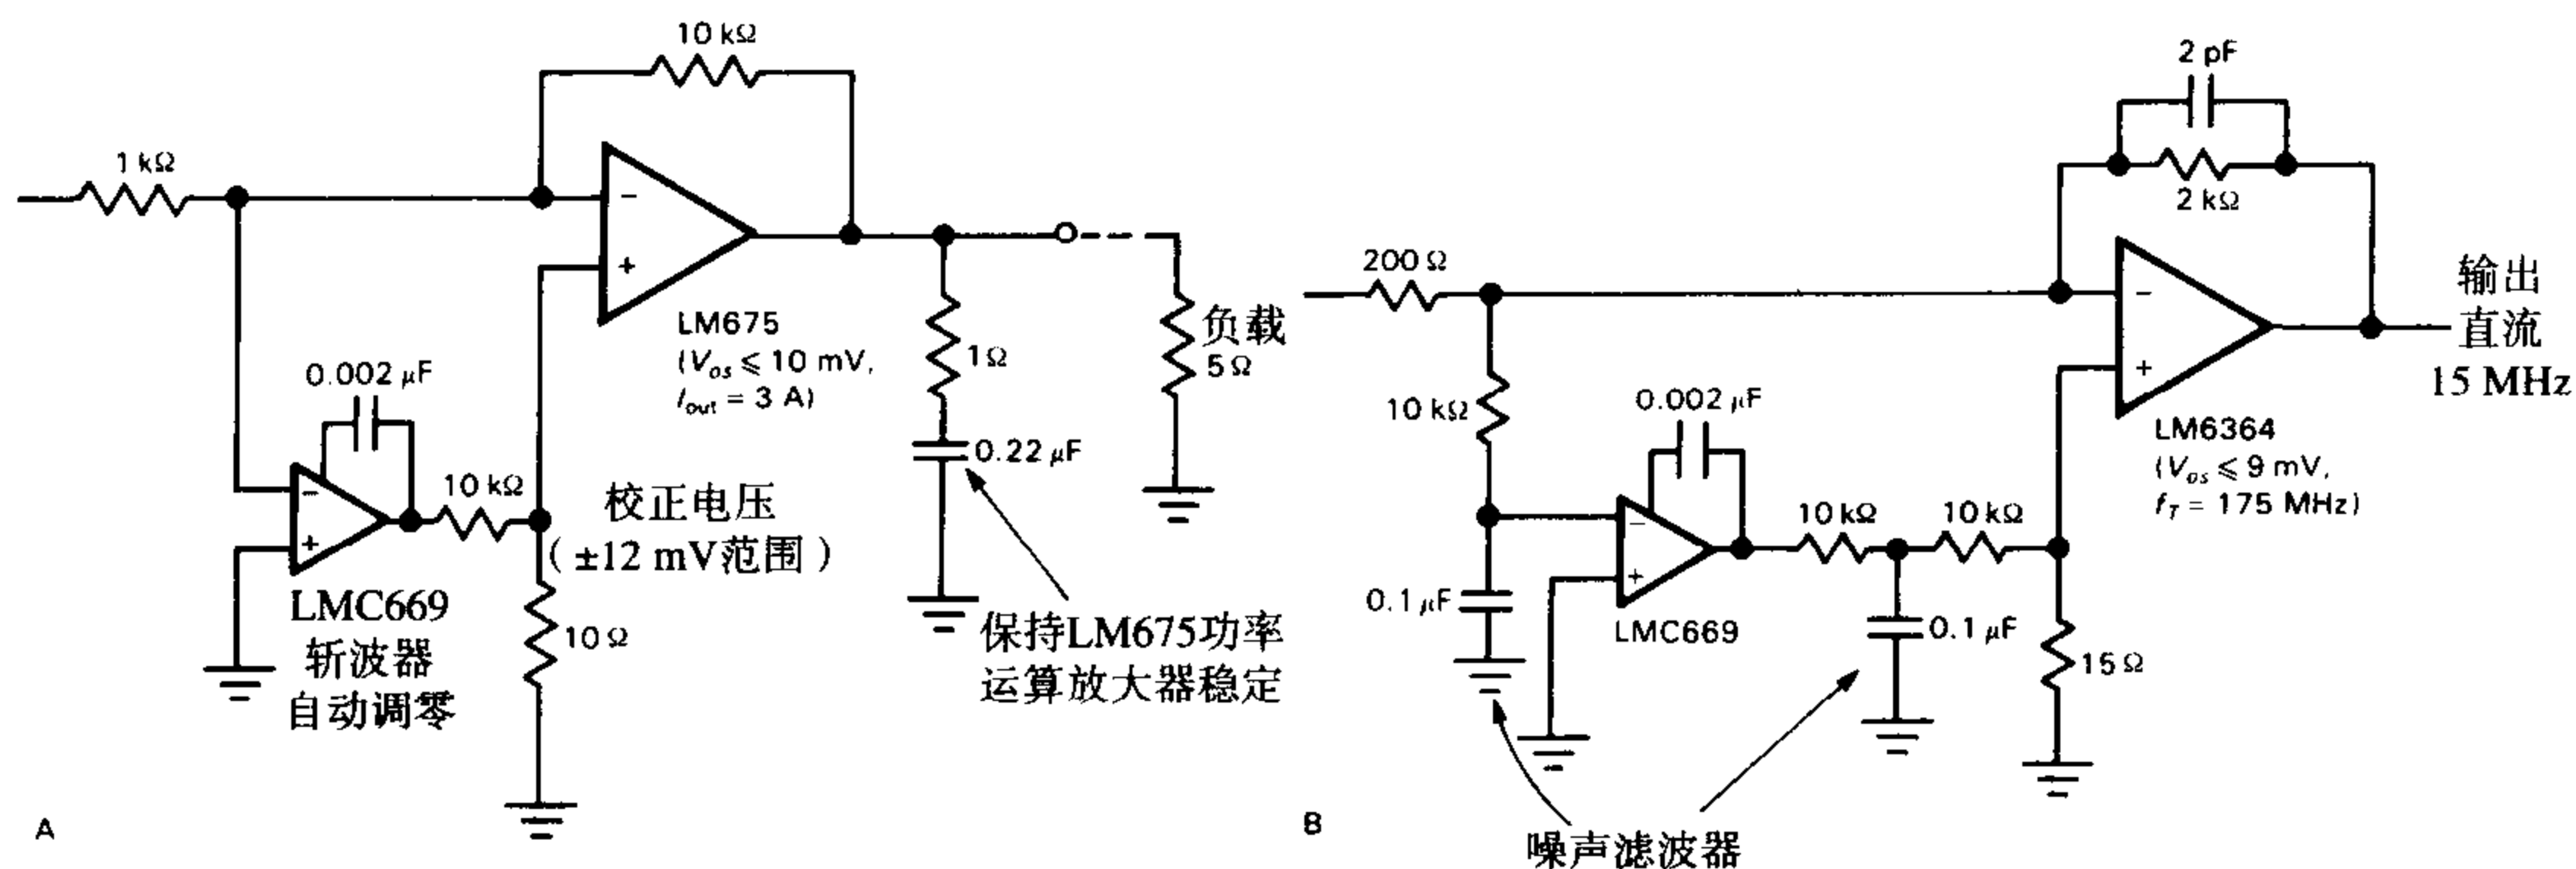 10 kΩ
1 kΩ
LM675
(Vos ≤ 10 mV,
Iout = 3 A)
0.002 μF
10 kΩ
校正电压
(±12 mV范围)
LMC669
斩波器
自动调零
10 Ω
1Ω
0.22 μF
负载
5Ω
保持LM675功率
运算放大器稳定
A
2 pF
2 kΩ
200 Ω
10 kΩ
0.002 μF
0.1 μF
LMC669
10 kΩ
10 kΩ
0.1 μF
15 Ω
LM6364
(Vos ≤ 9 mV,
fT = 175 MHz)
输出
直流
15 MHz
噪声滤波器
B